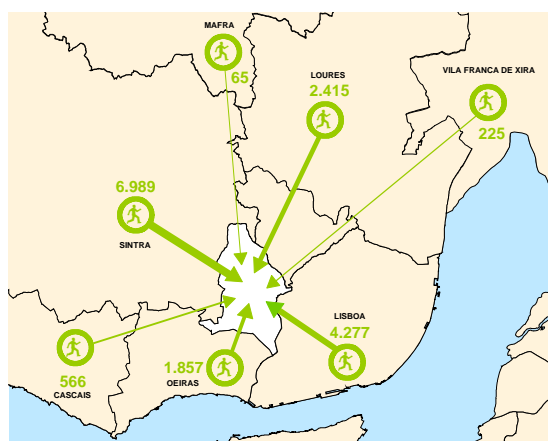 MAFRA
65
LOURES
2.415
VILA FRANCA DE XIRA
225
6.989
SINTRA
LISBOA
4.277
1.857
OEIRAS
566
CASCAIS